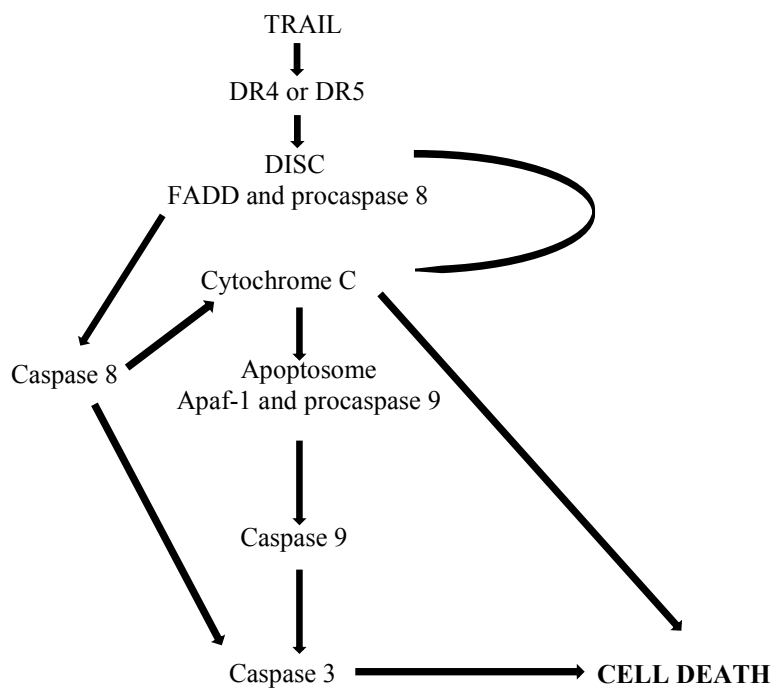 TRAIL
DR4 or DR5
DISC
FADD and procaspase 8
Cytochrome C
Caspase 8
Apoptosome
Apaf-1 and procaspase 9
Caspase 9
Caspase 3
CELL DEATH